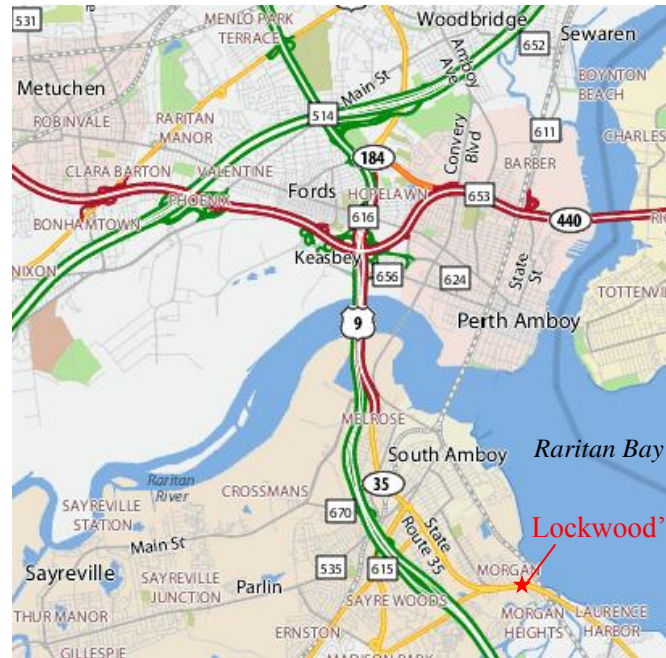 531
MENLO PARK
TERRACE
Woodbridge
652
Sewaren
Metuchen
ROBINVALE
RARITAN
MANOR
Main St
514
Amboy
Ave
BOYNTON
BEACH
611
CHARLES
184
Convery
Blvd
BARBER
CLARA BARTON
VALENTINE
Fords
HOPELAWN
653
PHOENIX
616
440
BONHAMTOWN
NIXON
Keasbey
656
624
State
St
TOTTENVI
9
Perth Amboy
MELROSE
South Amboy
Raritan Bay
35
Raritan
River
CROSSMANS
SAYREVILLE
STATION
670
State
Route 35
Lockwood'
Main St
Sayreville
SAYREVILLE
JUNCTION
Parlin
535
615
MORGAN
SAYRE WOODS
MORGAN
HEIGHTS
LAURENCE
HARBOR
THUR MANOR
ERNSTON
GILLESPIE
MADISON PARK